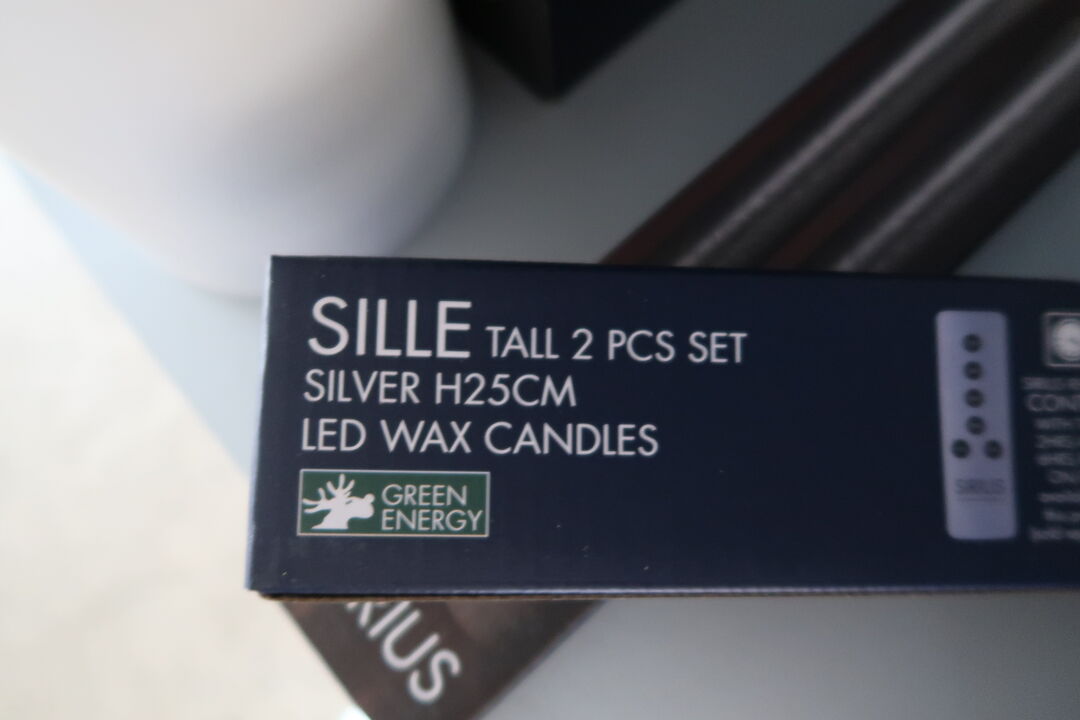 SILLE TALL 2 PCS SET
SILVER H25CM
LED WAX CANDLES
GREEN
ENERGY
SIRIUS
RIUS